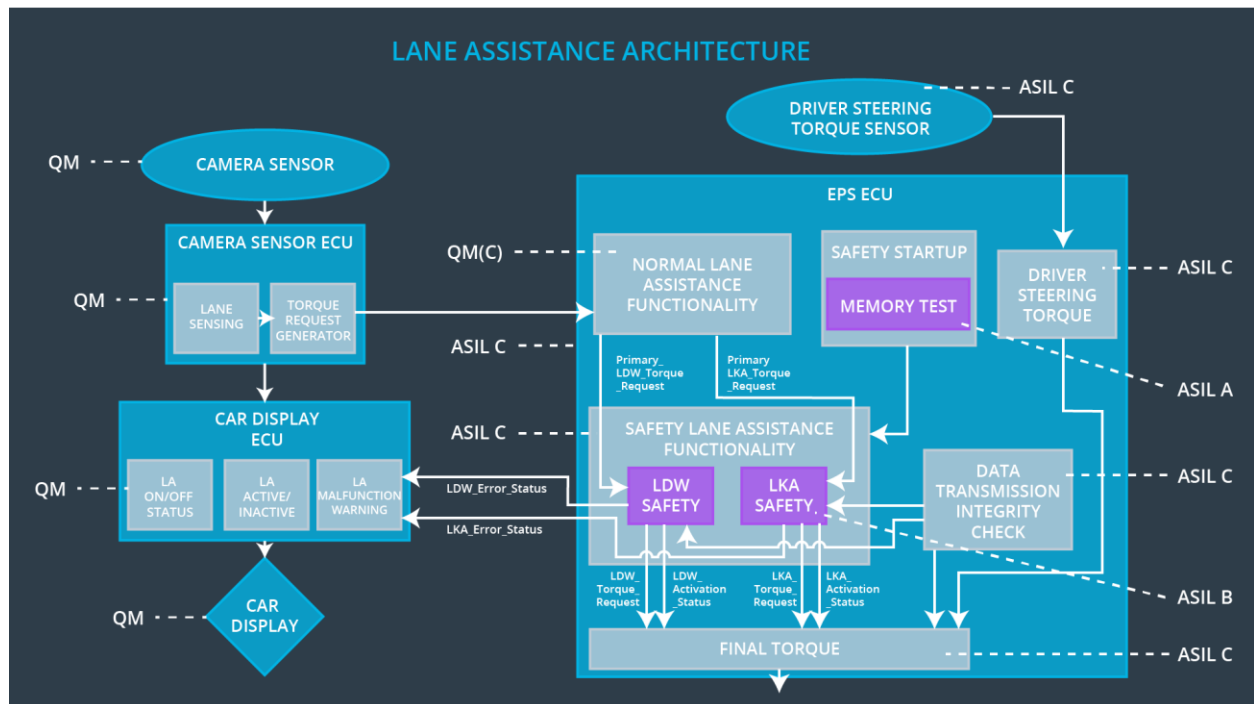 LANE ASSISTANCE ARCHITECTURE
ASIL C
DRIVER STEERING
TORQUE SENSOR
QM
CAMERA SENSOR
EPS ECU
CAMERA SENSOR ECU
QM
LANE
SENSING
TORQUE
REQUEST
GENERATOR
QM(C)
NORMAL LANE
ASSISTANCE
FUNCTIONALITY
SAFETY STARTUP
MEMORY TEST
DRIVER
STEERING
TORQUE
ASIL C
ASIL C
ASIL A
Primary_
LDW_Torque
_Request
Primary
LKA_Torque
_Request
CAR DISPLAY
ECU
QM
LA
ON/OFF
STATUS
LA
ACTIVE/
INACTIVE
LA
MALFUNCTION
WARNING
ASIL C
SAFETY LANE ASSISTANCE
FUNCTIONALITY
LDW
SAFETY
LKA
SAFETY
DATA
TRANSMISSION
INTEGRITY
CHECK
ASIL C
LDW_Error_Status
LKA_Error_Status
LDW_
Torque_
Request
LDW_
Activation
_Status
LKA_
Torque_
Request
LKA_
Activation
_Status
ASIL B
QM
CAR
DISPLAY
FINAL TORQUE
ASIL C